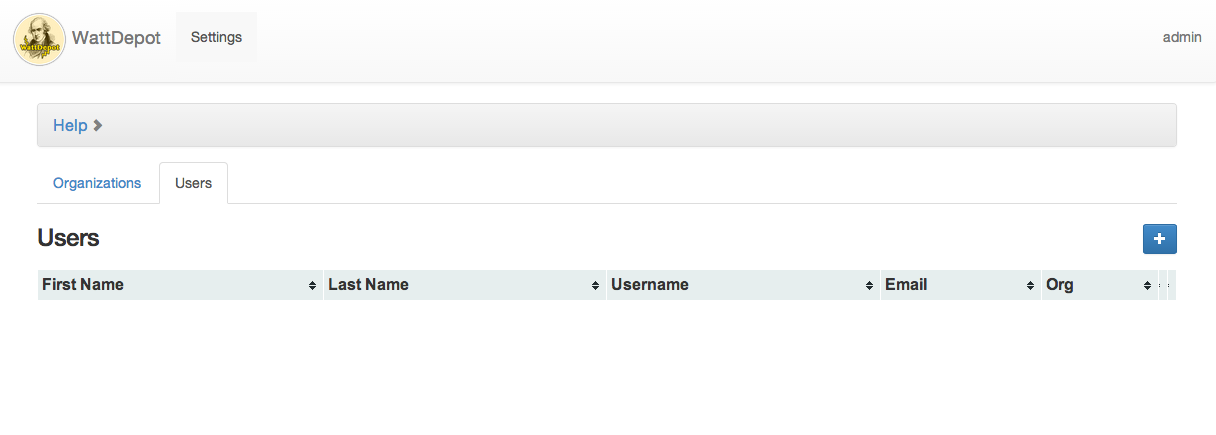 WattDepot WattDepot Settings admin
Help
Organizations Users
Users
+
First Name Last Name Username Email Org